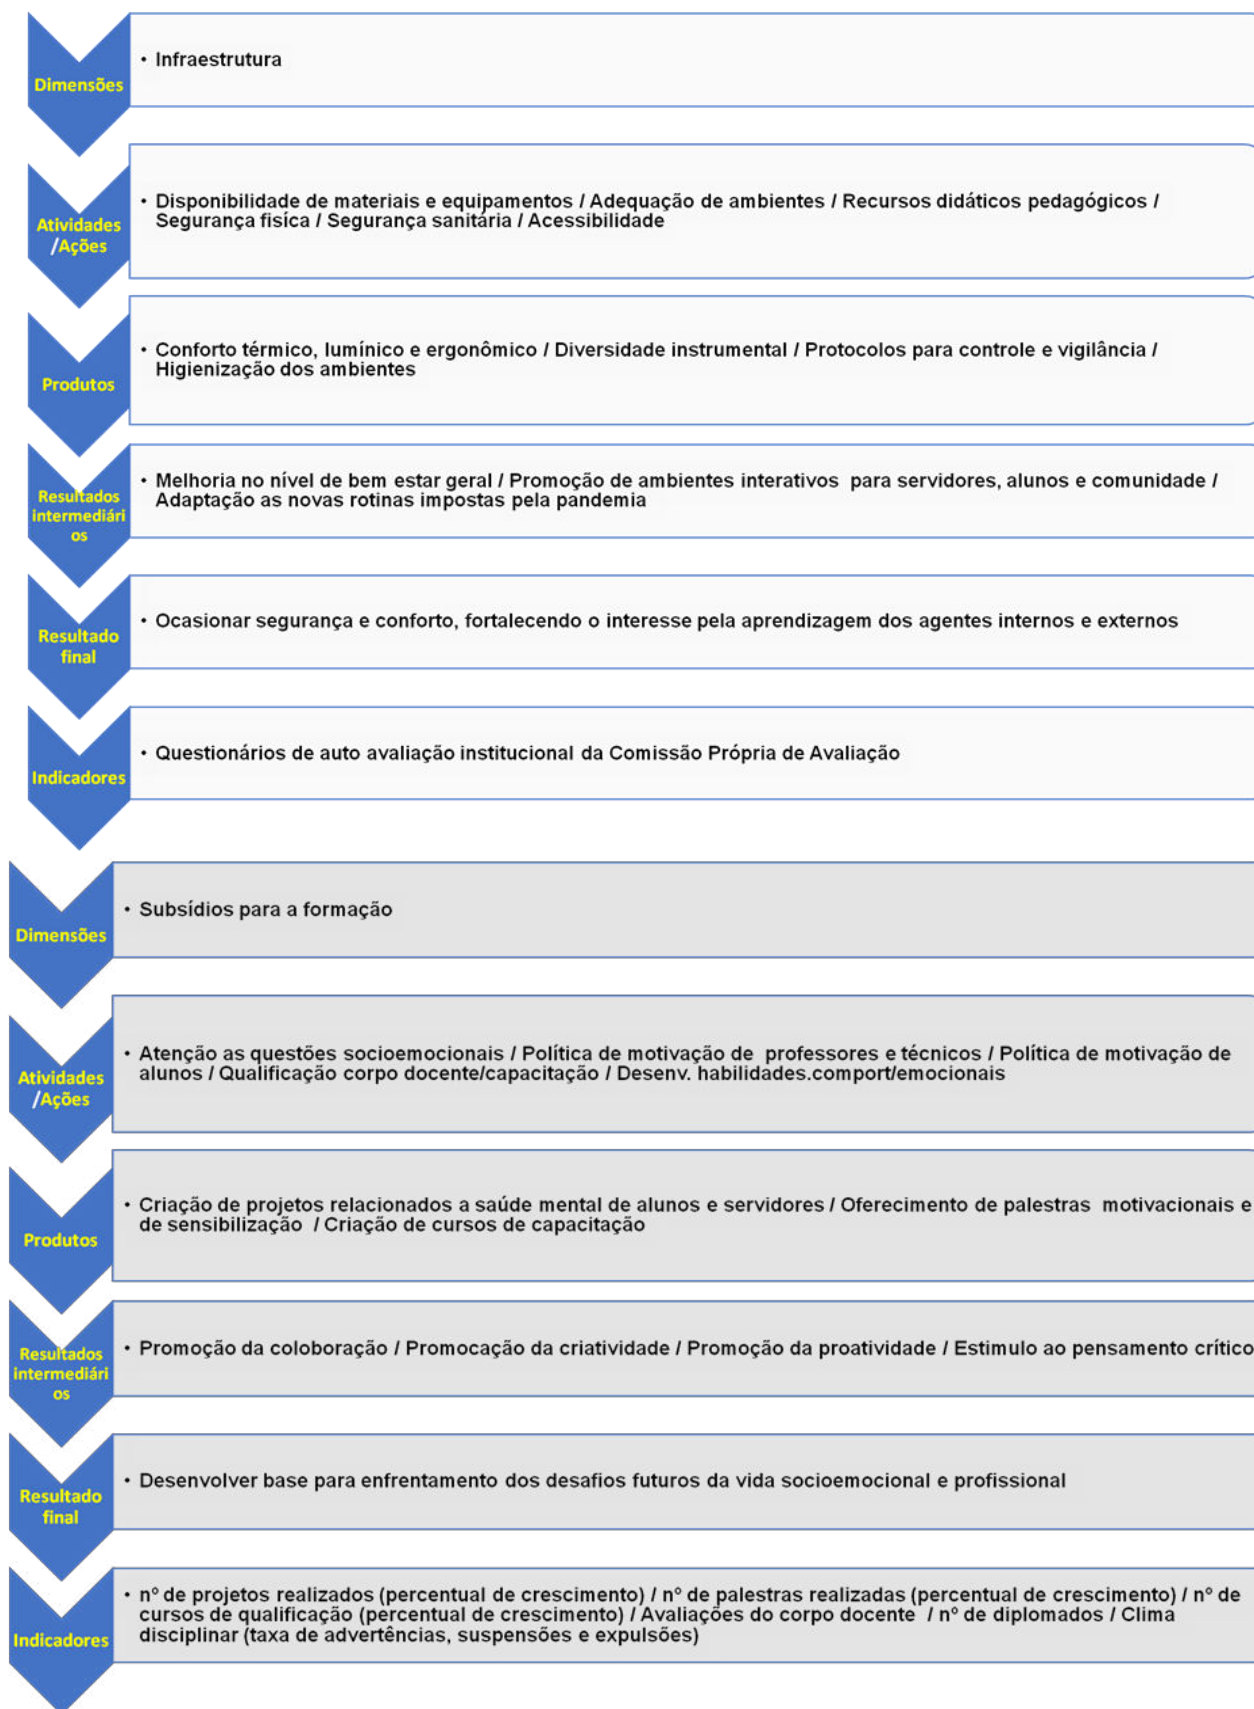 Dimensões
• Infraestrutura
Atividades
/Ações
• Disponibilidade de materiais e equipamentos / Adequação de ambientes / Recursos didáticos pedagógicos /
Segurança fisíca / Segurança sanitária / Acessibilidade
Produtos
• Conforto térmico, lumínico e ergonômico / Diversidade instrumental / Protocolos para controle e vigilância /
Higienização dos ambientes
Resultados
intermediári
os
• Melhoria no nível de bem estar geral / Promoção de ambientes interativos para servidores, alunos e comunidade /
Adaptação as novas rotinas impostas pela pandemia
Resultado
final
• Ocasionar segurança e conforto, fortalecendo o interesse pela aprendizagem dos agentes internos e externos
Indicadores
• Questionários de auto avaliação institucional da Comissão Própria de Avaliação
Dimensões
• Subsídios para a formação
Atividades
/Ações
• Atenção as questões socioemocionais / Política de motivação de professores e técnicos / Política de motivação de
alunos / Qualificação corpo docente/capacitação / Desenv. habilidades.comport/emocionais
Produtos
• Criação de projetos relacionados a saúde mental de alunos e servidores / Oferecimento de palestras motivacionais e
de sensibilização / Criação de cursos de capacitação
Resultados
intermediári
os
• Promoção da coloboração / Promocação da criatividade / Promoção da proatividade / Estimulo ao pensamento crítico
Resultado
final
• Desenvolver base para enfrentamento dos desafios futuros da vida socioemocional e profissional
Indicadores
• nº de projetos realizados (percentual de crescimento) / nº de palestras realizadas (percentual de crescimento) / nº de
cursos de qualificação (percentual de crescimento) / Avaliações do corpo docente / nº de diplomados / Clima
disciplinar (taxa de advertências, suspensões e expulsões)